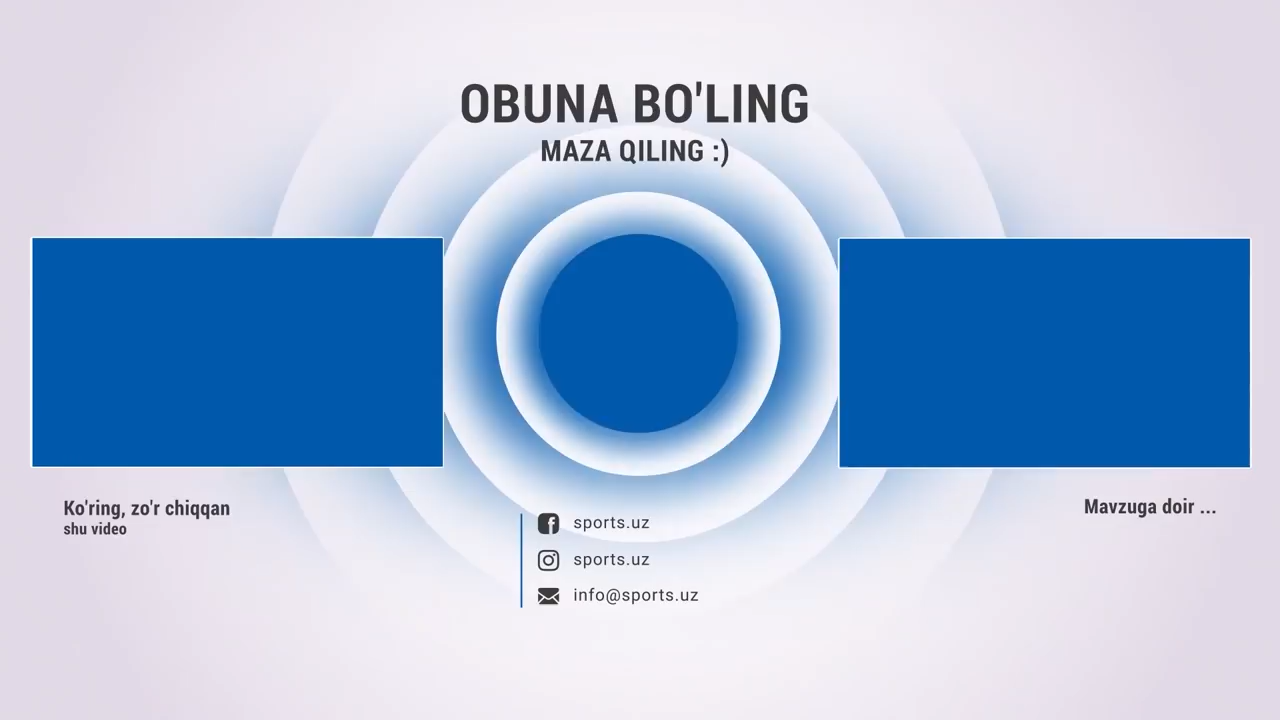 OBUNA BO'LING
MAZA QILING :)
Ko'ring, zo'r chiqqan
shu video
Mavzuga doir ...
sports.uz
sports.uz
info@sports.uz